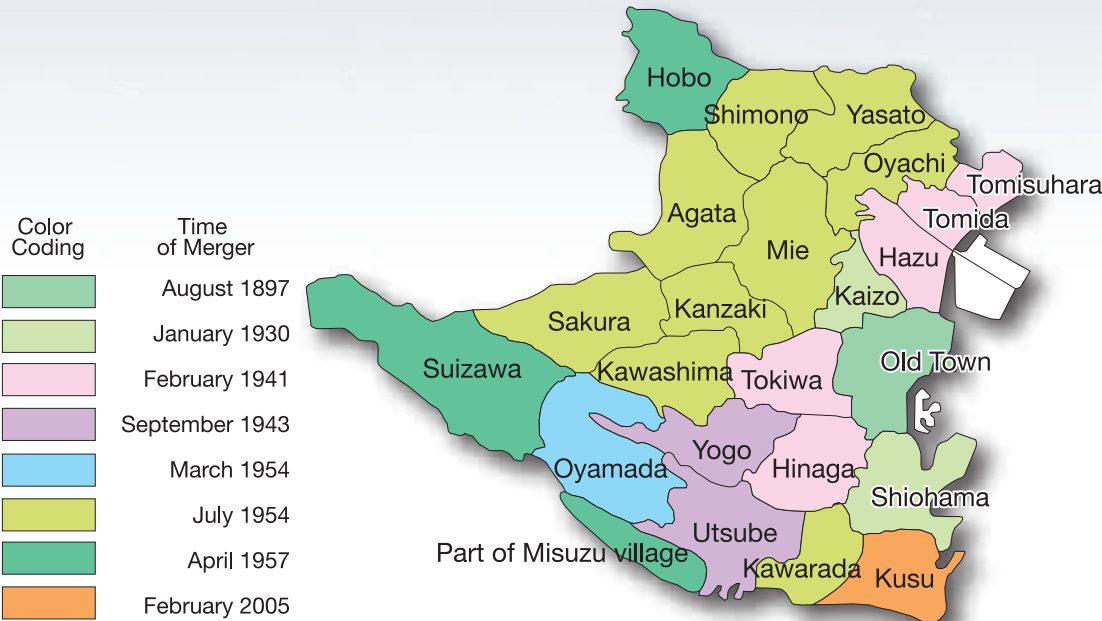 Color
Coding
Time
of Merger
August 1897
January 1930
February 1941
September 1943
March 1954
July 1954
April 1957
February 2005
Hobo
Shimono
Yasato
Oyachi
Tomisuhara
Agata
Tomida
Mie
Hazu
Kaizo
Kanzaki
Sakura
Old Town
Suizawa
Kawashima
Tokiwa
Yogo
Oyamada
Hinaga
Shiohama
Utsube
Part of Misuzu village
Kawarada
Kusu